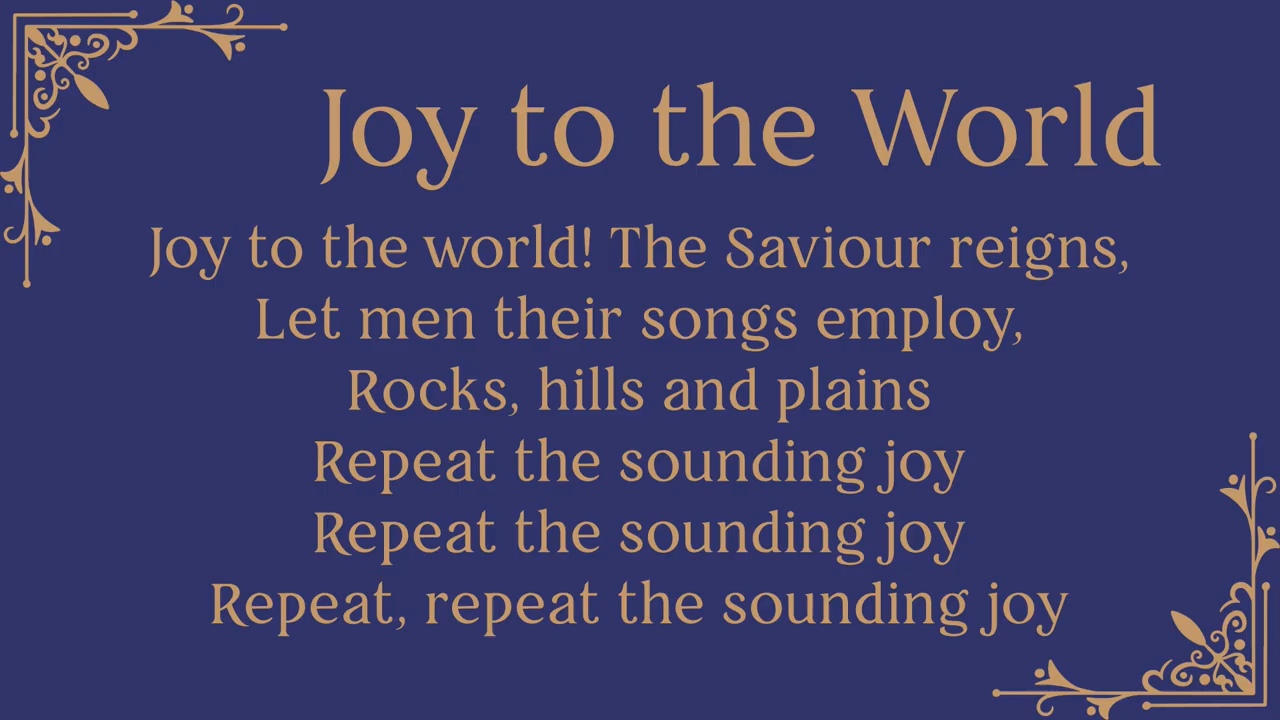 Joy to the World
Joy to the world! The Saviour reigns,
Let men their songs employ,
Rocks, hills and plains
Repeat the sounding joy
Repeat the sounding joy
Repeat, repeat the sounding joy